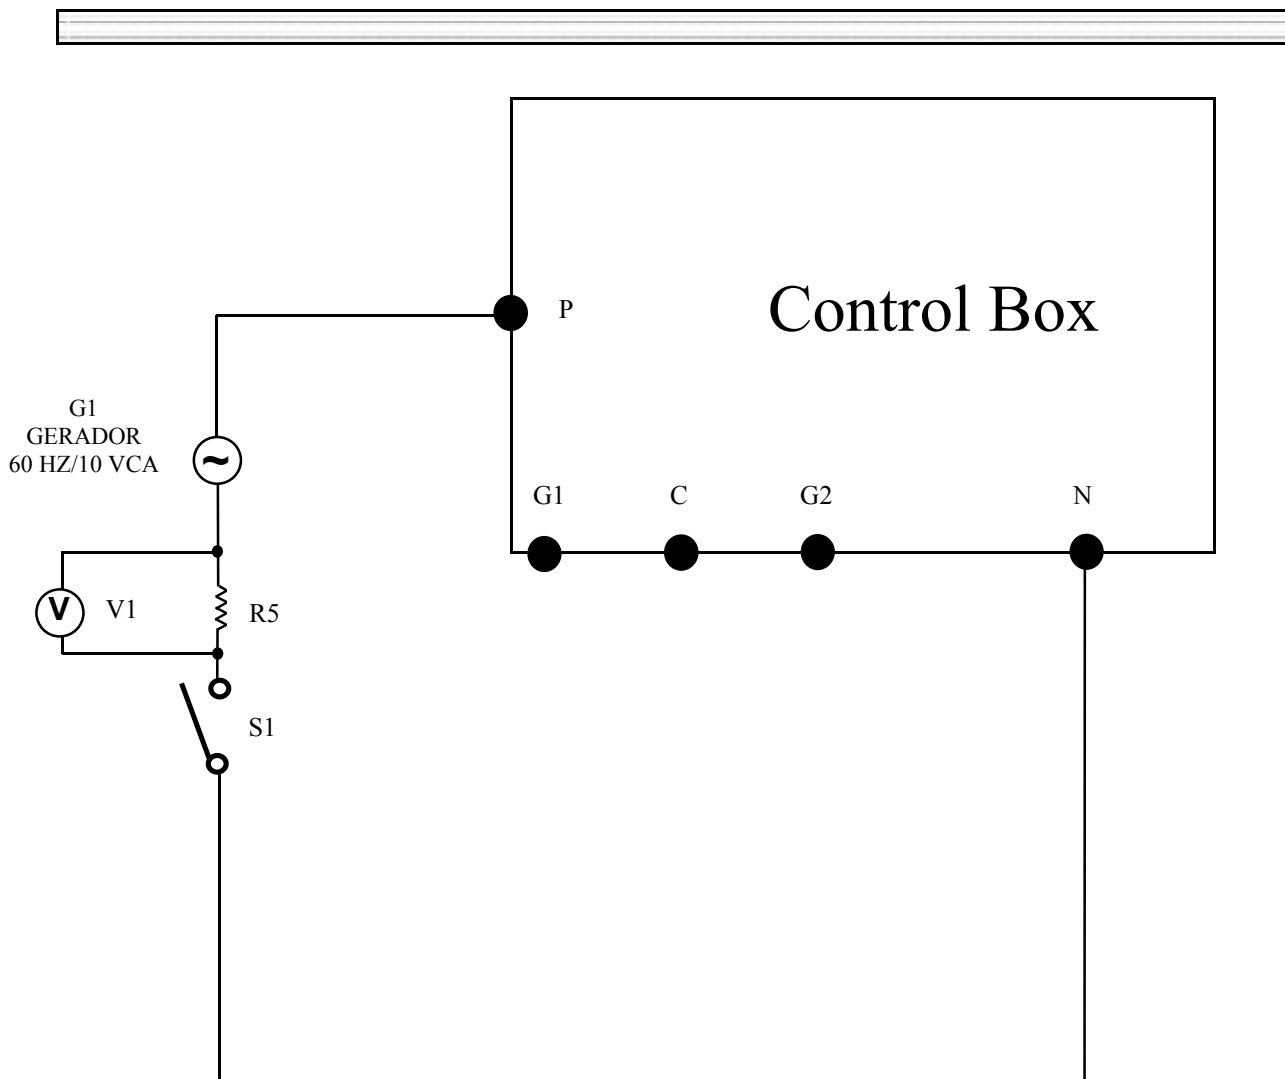 P
Control Box
G1
GERADOR
60 HZ/10 VCA
~
G1
C
G2
N
V
V1
R5
S1